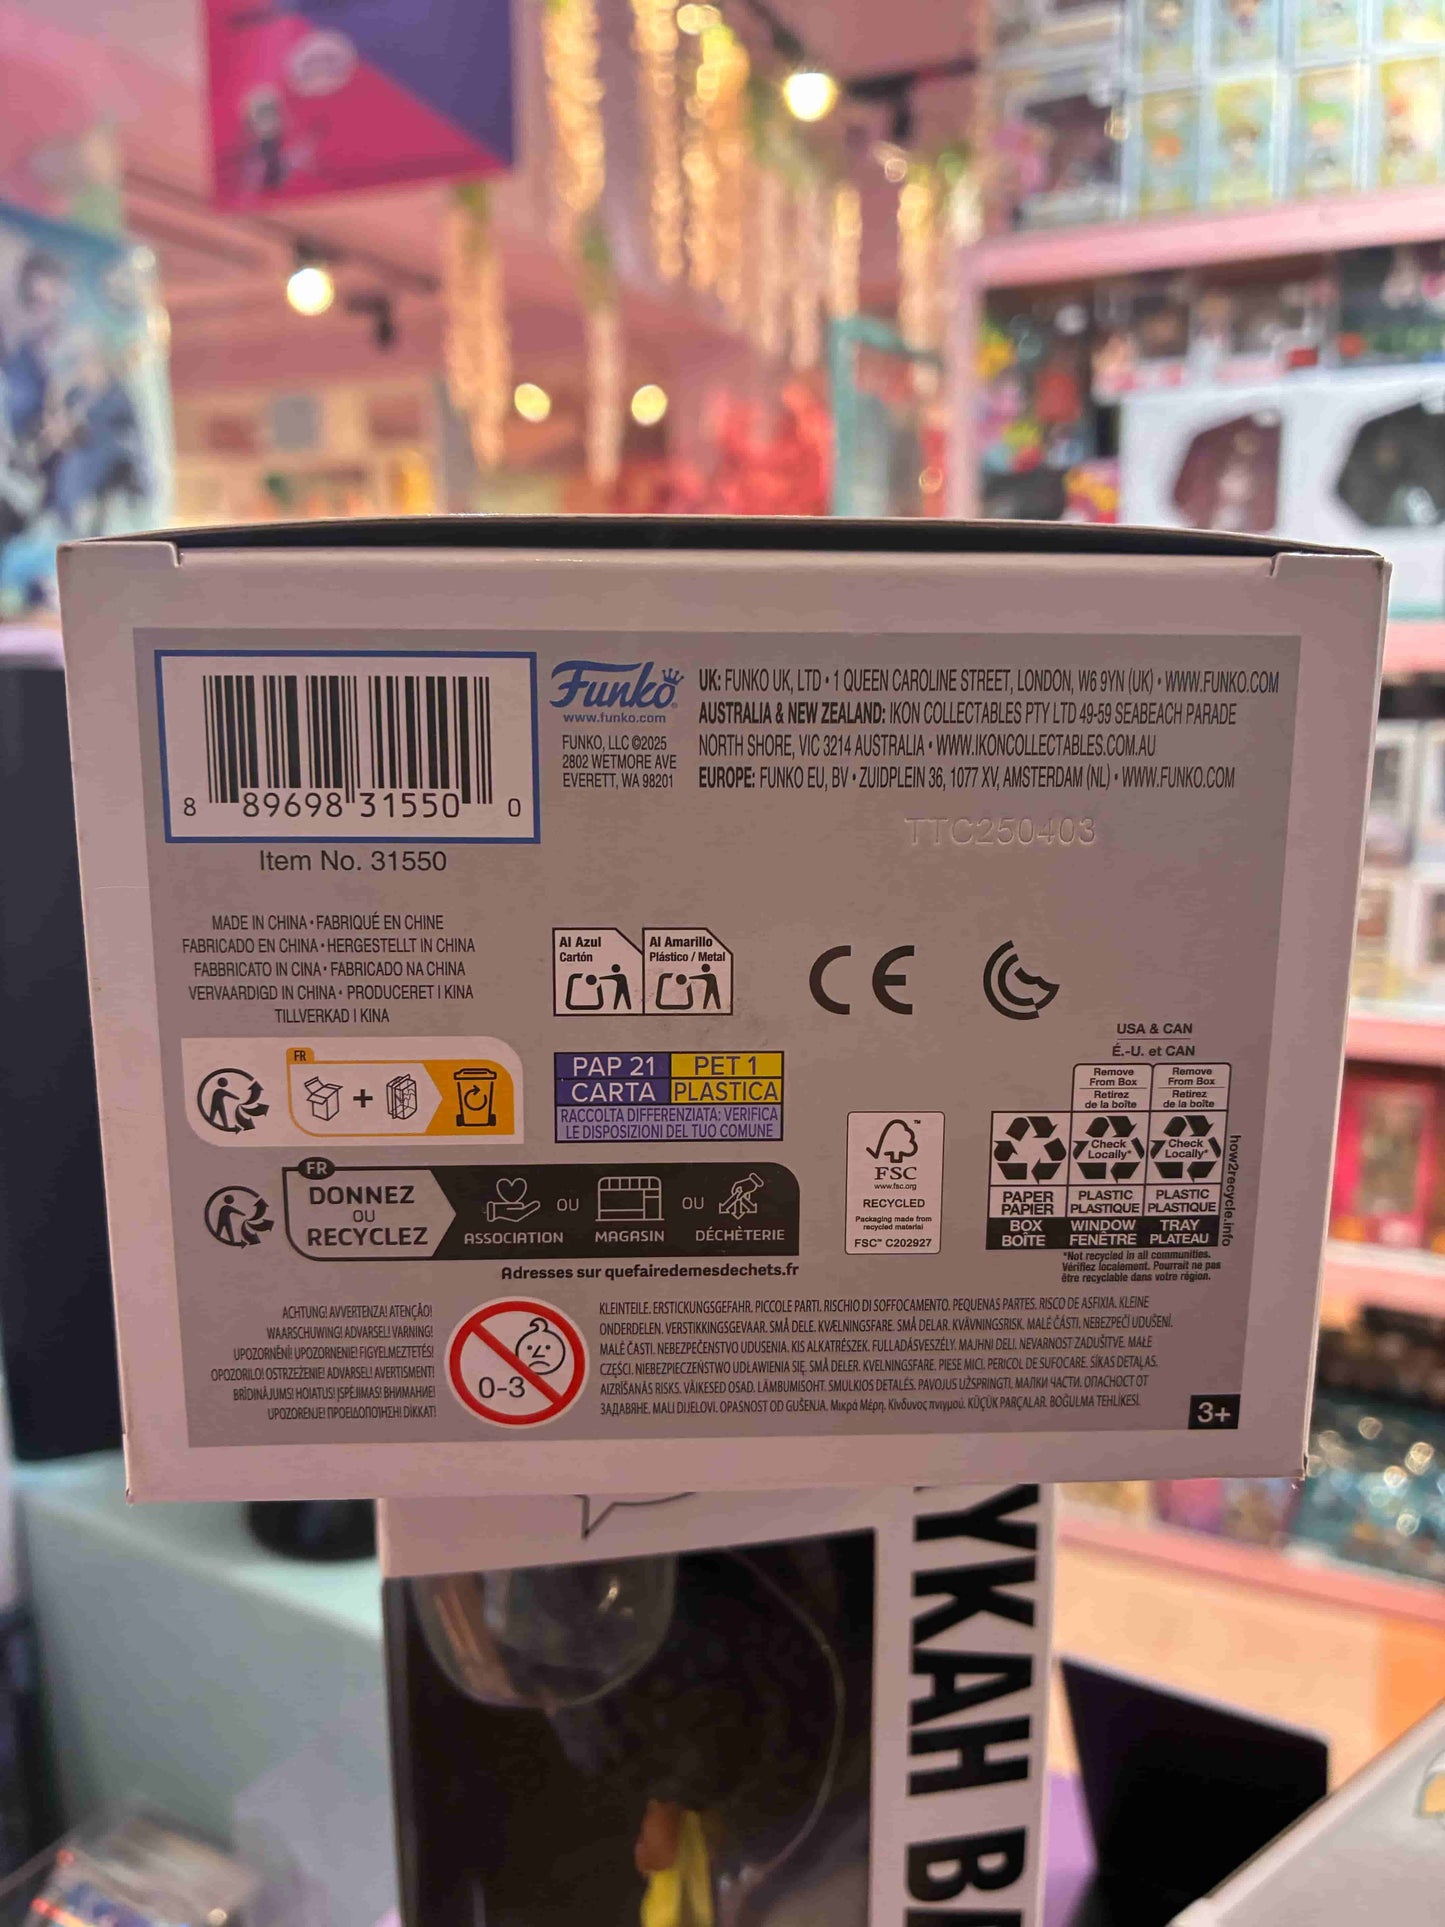 8 89698 31550 0
Item No. 31550
Funko
www.funko.com
FUNKO, LLC ©2025
2802 WETMORE AVE
EVERETT, WA 98201
UK: FUNKO UK, LTD • 1 QUEEN CAROLINE STREET, LONDON, W6 9YN (UK) • WWW.FUNKO.COM
AUSTRALIA & NEW ZEALAND: IKON COLLECTABLES PTY LTD 49-59 SEABEACH PARADE
NORTH SHORE, VIC 3214 AUSTRALIA • WWW.IKONCOLLECTABLES.COM.AU
EUROPE: FUNKO EU, BV • ZUIDPLEIN 36, 1077 XV, AMSTERDAM (NL) • WWW.FUNKO.COM
TTC250403
MADE IN CHINA • FABRIQUÉ EN CHINE
FABRICADO EN CHINA • HERGESTELLT IN CHINA
FABBRICATO IN CINA • FABRICADO NA CHINA
VERVAARDIGD IN CHINA • PRODUCERET I KINA
TILLVERKAD I KINA
Al Azul
Cartón
Al Amarillo
Plástico / Metal
CE
FR
+
PAP 21
CARTA
PET 1
PLASTICA
RACCOLTA DIFFERENZIATA: VERIFICA
LE DISPOSIZIONI DEL TUO COMUNE
FR
DONNEZ
OU
RECYCLEZ
ASSOCIATION
OU
MAGASIN
OU
DÉCHÈTERIE
Adresses sur quefairedemesdechets.fr
FSC
™
www.fsc.org
RECYCLED
Packaging made from
recycled material
FSC™ C202927
USA & CAN
É.-U. et CAN
Remove
From Box
Retirez
de la boîte
Remove
From Box
Retirez
de la boîte
Check
Locally*
Check
Locally*
PAPER
PAPIER
BOX
BOÎTE
PLASTIC
PLASTIQUE
WINDOW
FENÊTRE
PLASTIC
PLASTIQUE
TRAY
PLATEAU
how2recycle.info
*Not recycled in all communities.
Vérifiez localement. Pourrait ne pas
être recyclable dans votre région.
ACHTUNG! AVVERTENZA! ATENÇÃO!
WAARSCHUWING! ADVARSEL! VARNING!
UPOZORNĚNÍ! UPOZORNENIE! FIGYELMEZTETÉS!
OPOZORILO! OSTRZEŻENIE! ADVARSEL! AVERTISMENT!
BRĪDINĀJUMS! HOIATUS! ĮSPĖJIMAS! ВНИМАНИЕ!
UPOZORENJE! ΠΡΟΕΙΔΟΠΟΙΗΣΗ! DİKKAT!
0-3
KLEINTEILE. ERSTICKUNGSGEFAHR. PICCOLE PARTI. RISCHIO DI SOFFOCAMENTO. PEQUENAS PARTES. RISCO DE ASFIXIA. KLEINE
ONDERDELEN. VERSTIKKINGSGEVAAR. SMÅ DELE. KVÆLNINGSFARE. SMÅ DELAR. KVÄVNINGSRISK. MALÉ ČÁSTI. NEBEZPEČÍ UDUŠENÍ.
MALÉ ČASTI. NEBEZPEČENSTVO UDUSENIA. KIS ALKATRÉSZEK. FULLADÁSVESZÉLY. MAJHNI DELI. NEVARNOST ZADUŠITVE. MAŁE
CZĘŚCI. NIEBEZPIECZEŃSTWO UDŁAWIENIA SIĘ. SMÅ DELER. KVELNINGSFARE. PIESE MICI. PERICOL DE SUFOCARE. SĪKAS DETAĻAS.
AIZRĪŠANĀS RISKS. VÄIKESED OSAD. LÄMBUMISOHT. SMULKIOS DETALĖS. PAVOJUS UŽSPRINGTI. МАЛКИ ЧАСТИ. ОПАСНОСТ ОТ
ЗАДАВЯНЕ. MALI DIJELOVI. OPASNOST OD GUŠENJA. Μικρά Μέρη. Κίνδυνος πνιγμού. KÜÇÜK PARÇALAR. BOĞULMA TEHLİKESİ.
3+
YKAH B